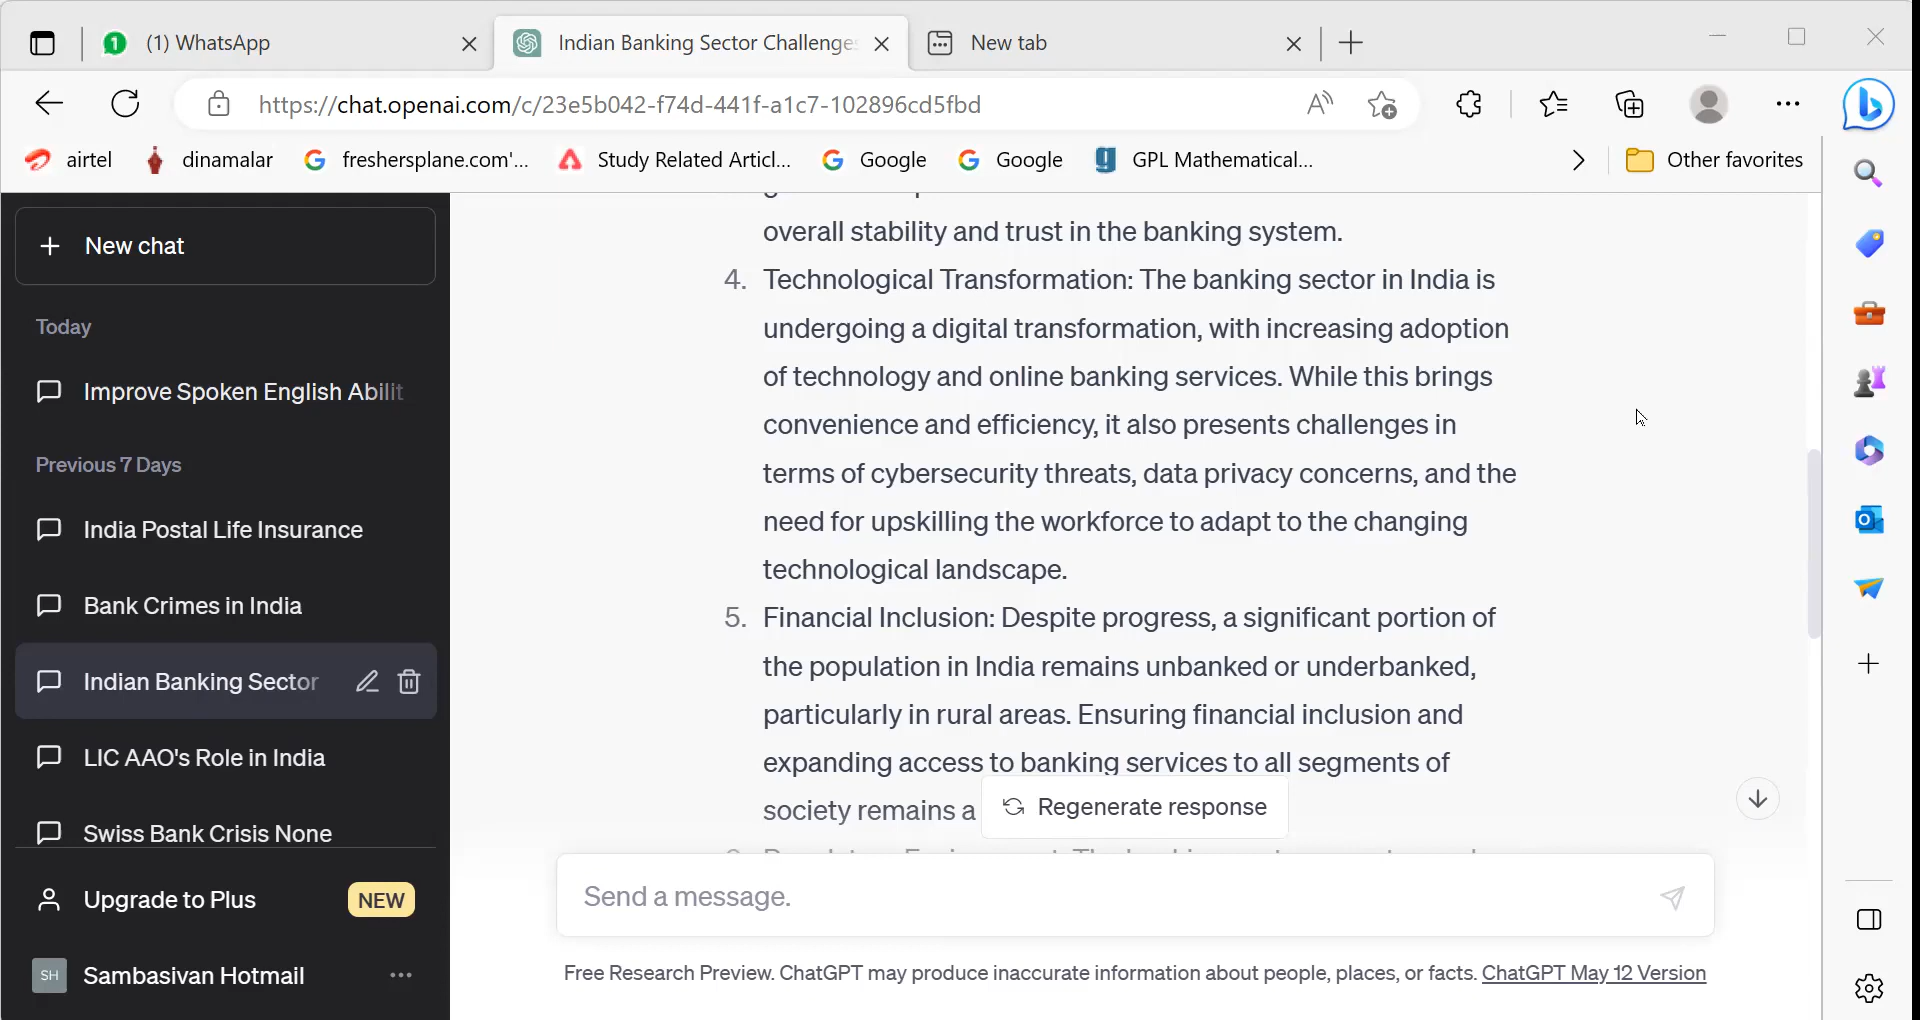 (1) WhatsApp
Indian Banking Sector Challenge
New tab
https://chat.openai.com/c/23e5b042-f74d-441f-a1c7-102896cd5fbd
airtel
dinamalar
freshersplane.com'...
Study Related Articl...
Google
Google
GPL Mathematical...
Other favorites
New chat
Today
Improve Spoken English Abilit
Previous 7 Days
India Postal Life Insurance
Bank Crimes in India
Indian Banking Sector
LIC AAO's Role in India
Swiss Bank Crisis None
Upgrade to Plus NEW
SH Sambasivan Hotmail
overall stability and trust in the banking system.
4. Technological Transformation: The banking sector in India is
undergoing a digital transformation, with increasing adoption
of technology and online banking services. While this brings
convenience and efficiency, it also presents challenges in
terms of cybersecurity threats, data privacy concerns, and the
need for upskilling the workforce to adapt to the changing
technological landscape.
5. Financial Inclusion: Despite progress, a significant portion of
the population in India remains unbanked or underbanked,
particularly in rural areas. Ensuring financial inclusion and
expanding access to banking services to all segments of
society remains a
Regenerate response
Send a message.
Free Research Preview. ChatGPT may produce inaccurate information about people, places, or facts. ChatGPT May 12 Version